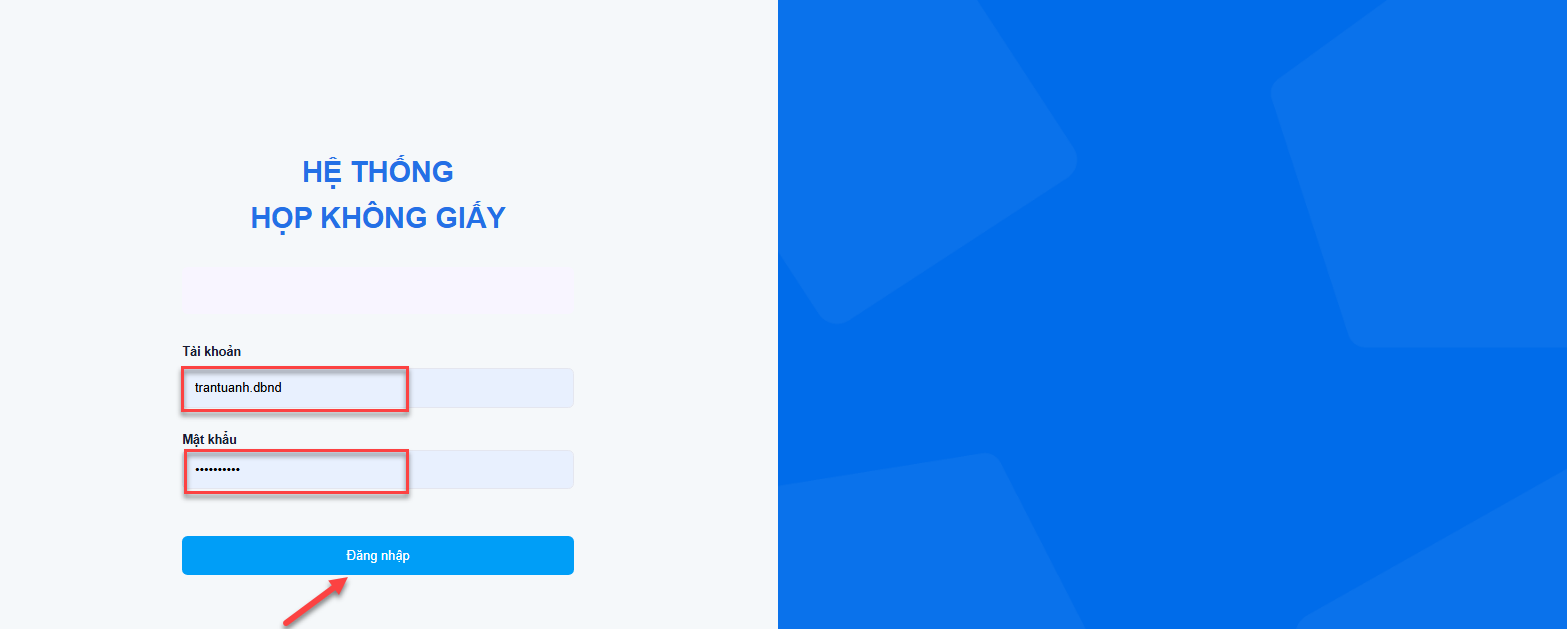 HỆ THỐNG
HỌP KHÔNG GIẤY
Tài khoản
trantuanh.dbnd
Mật khẩu
••••••••••
Đăng nhập